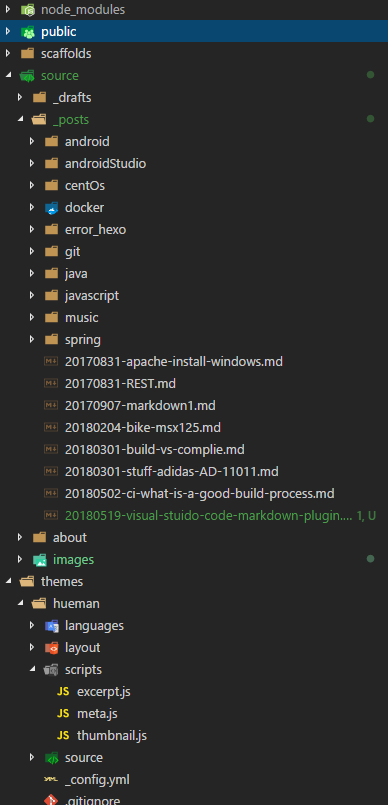 node_modules
public
scaffolds
source
_drafts
_posts
android
androidStudio
centOs
docker
error_hexo
git
java
javascript
music
spring
20170831-apache-install-windows.md
20170831-REST.md
20170907-markdown1.md
20180204-bike-msx125.md
20180301-build-vs-complie.md
20180301-stuff-adidas-AD-11011.md
20180502-ci-what-is-a-good-build-process.md
20180519-visual-stuido-code-markdown-plugin.... 1, U
about
images
themes
hueman
languages
layout
scripts
JS excerpt.js
JS meta.js
JS thumbnail.js
source
_config.yml
.gitignore